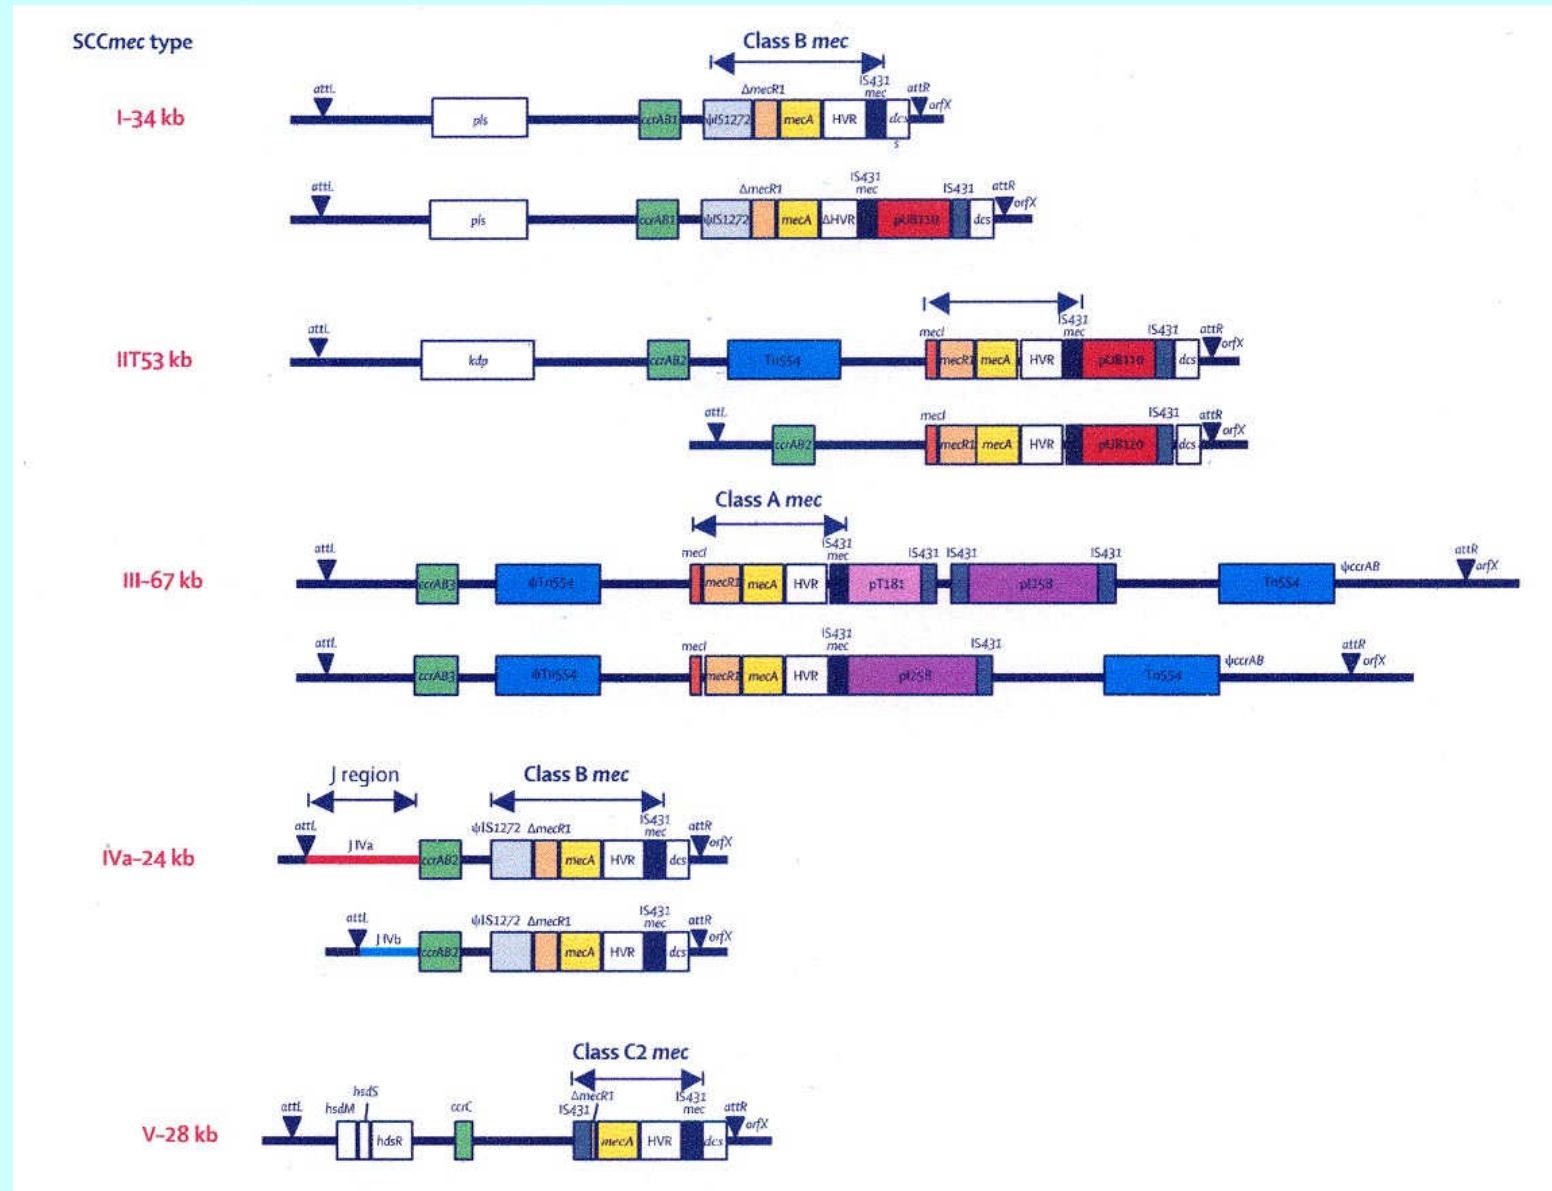 SCCmec type
Class B mec
I-34 kb
attL
pls
ccrAB1
ψIS1272
ΔmecR1
mecA
HVR
IS431
mec
dcs
s
attR
orfX
attL
pls
ccrAB1
ψIS1272
ΔmecR1
mecA
ΔHVR
IS431
mec
pUB110
IS431
dcs
attR
orfX
IIT53 kb
attL
kdp
ccrAB2
Tn554
mecI
mecR1
mecA
HVR
IS431
mec
pUB110
IS431
dcs
attR
orfX
attL
ccrAB2
mecI
mecR1
mecA
HVR
pUB120
IS431
dcs
attR
orfX
Class A mec
III-67 kb
attL
ccrAB3
ψTn554
mecI
mecR1
mecA
HVR
IS431
mec
pT181
IS431
IS431
pI258
IS431
Tn554
ψccrAB
attR
orfX
attL
ccrAB3
ψTn554
mecI
mecR1
mecA
HVR
IS431
mec
pI258
IS431
Tn554
ψccrAB
attR
orfX
J region
Class B mec
IVa-24 kb
attL
J IVa
ccrAB2
ψIS1272
ΔmecR1
mecA
HVR
IS431
mec
dcs
attR
orfX
attL
J IVb
ccrAB2
ψIS1272
ΔmecR1
mecA
HVR
IS431
mec
dcs
attR
orfX
Class C2 mec
V-28 kb
attL
hsdM
hsdS
hdsR
ccrC
IS431
ΔmecR1
mecA
HVR
IS431
mec
dcs
attR
orfX